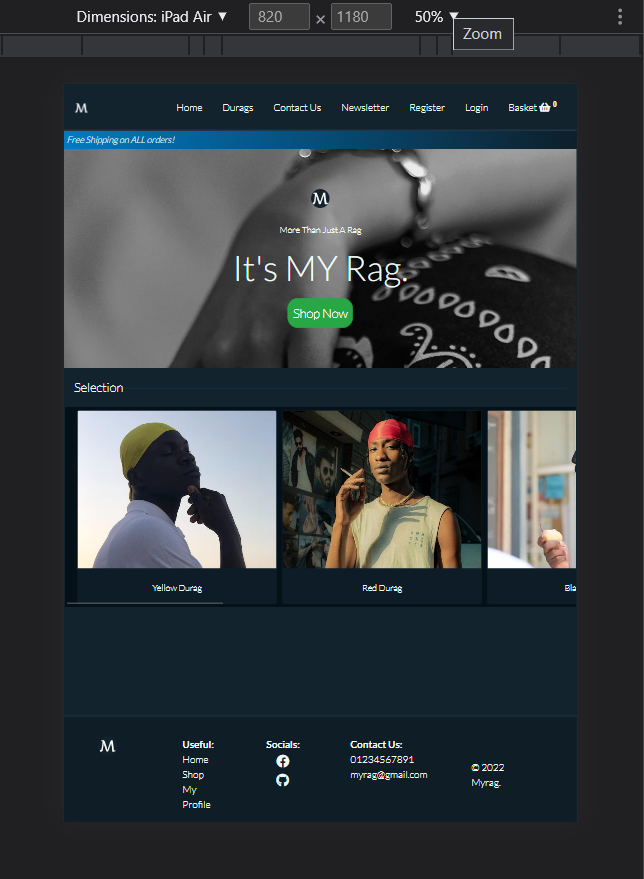 Dimensions: iPad Air ▼ 820 × 1180 50% ▼
Zoom
M Home Durags Contact Us Newsletter Register Login Basket 0
Free Shipping on ALL orders!
M
More Than Just A Rag
It's MY Rag.
Shop Now
Selection
Yellow Durag Red Durag Bla
M Useful: Socials: Contact Us:
Home 01234567891
Shop myrag@gmail.com © 2022
My Myrag.
Profile